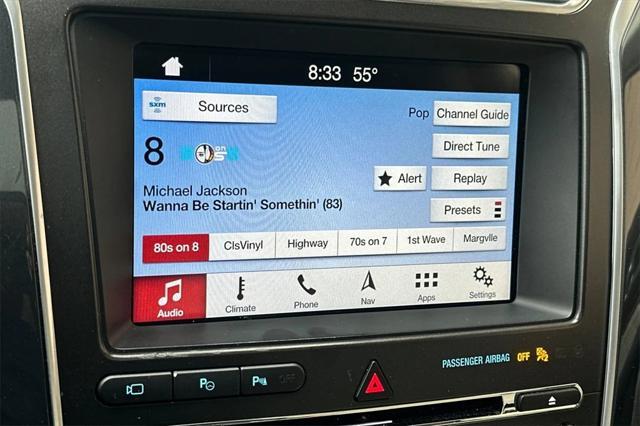 8:33 55°
sxm Sources
Pop Channel Guide
8
Direct Tune
Alert Replay
Michael Jackson
Wanna Be Startin' Somethin' (83)
Presets
80s on 8 ClsVinyl Highway 70s on 7 1st Wave Margvlle
Audio Climate Phone Nav Apps Settings
PASSENGER AIRBAG OFF
P P OFF